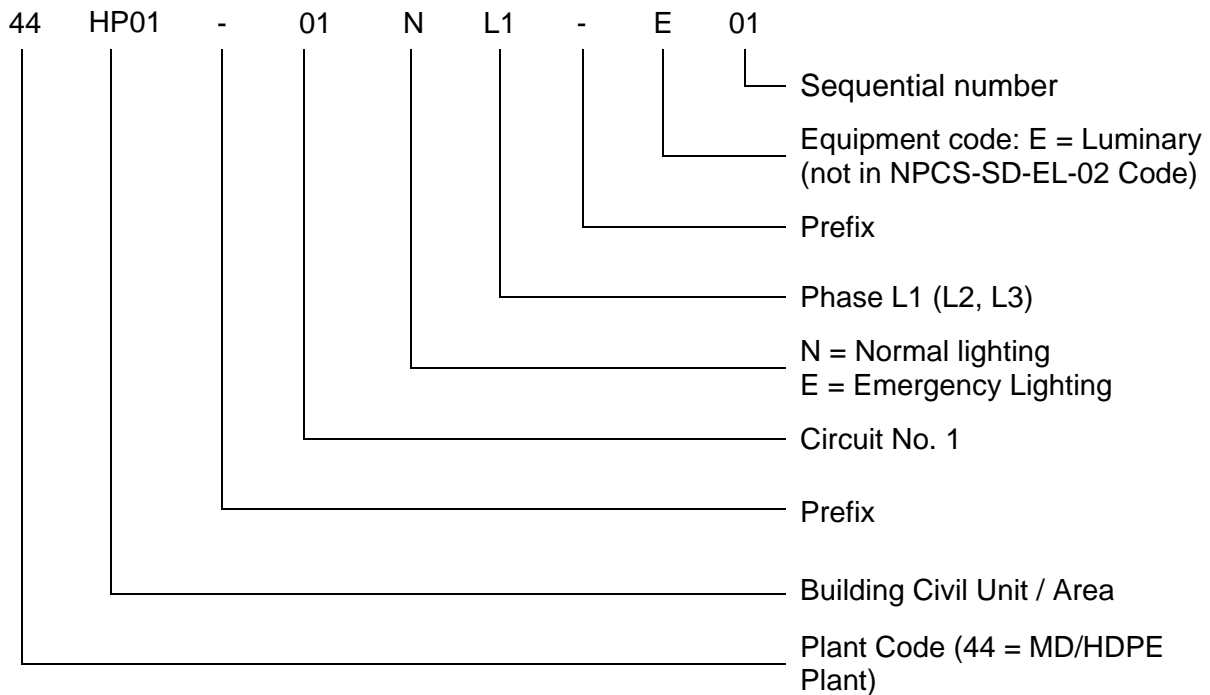 44 HP01 - 01 N L1 - E 01
Sequential number
Equipment code: E = Luminary
(not in NPCS-SD-EL-02 Code)
Prefix
Phase L1 (L2, L3)
N = Normal lighting
E = Emergency Lighting
Circuit No. 1
Prefix
Building Civil Unit / Area
Plant Code (44 = MD/HDPE
Plant)